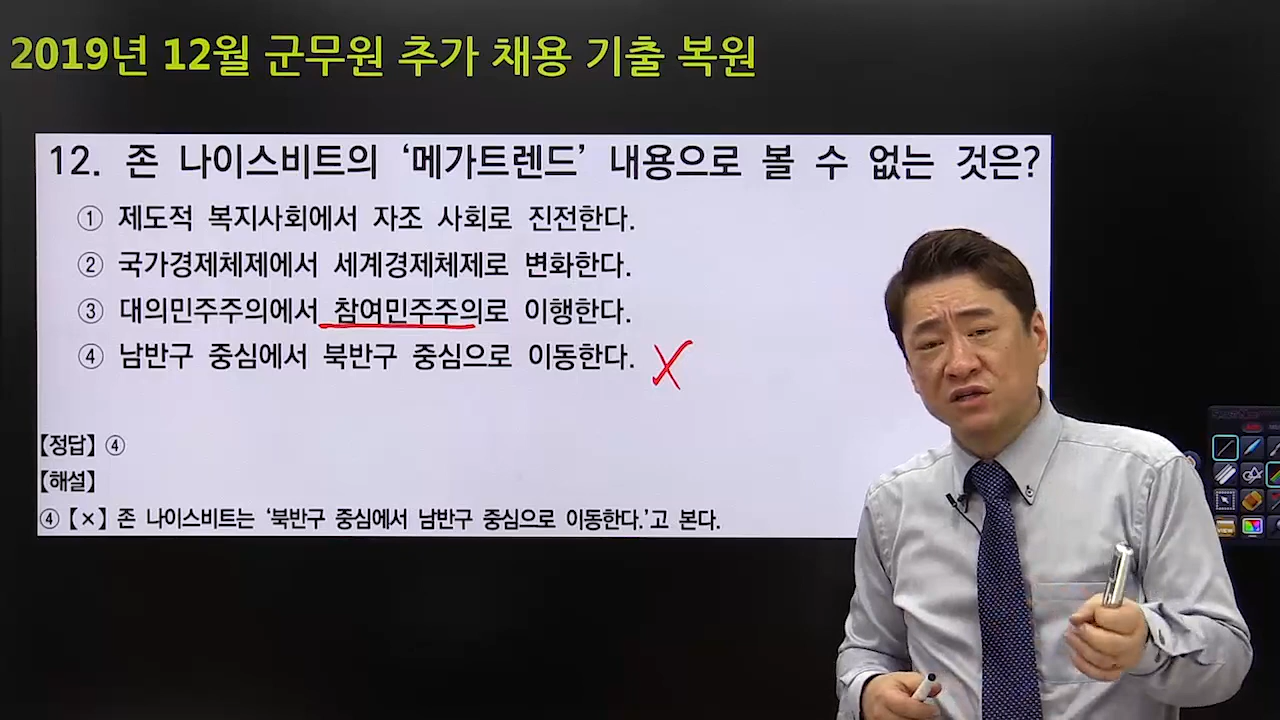 2019년 12월 군무원 추가 채용 기출 복원
12. 존 나이스비트의 ‘메가트렌드’ 내용으로 볼 수 없는 것은?
① 제도적 복지사회에서 자조 사회로 진전한다.
② 국가경제체제에서 세계경제체제로 변화한다.
③ 대의민주주의에서 참여민주주의로 이행한다.
④ 남반구 중심에서 북반구 중심으로 이동한다.
【정답】 ④
【해설】
④【×】존 나이스비트는 ‘북반구 중심에서 남반구 중심으로 이동한다.’고 본다.
VIEW